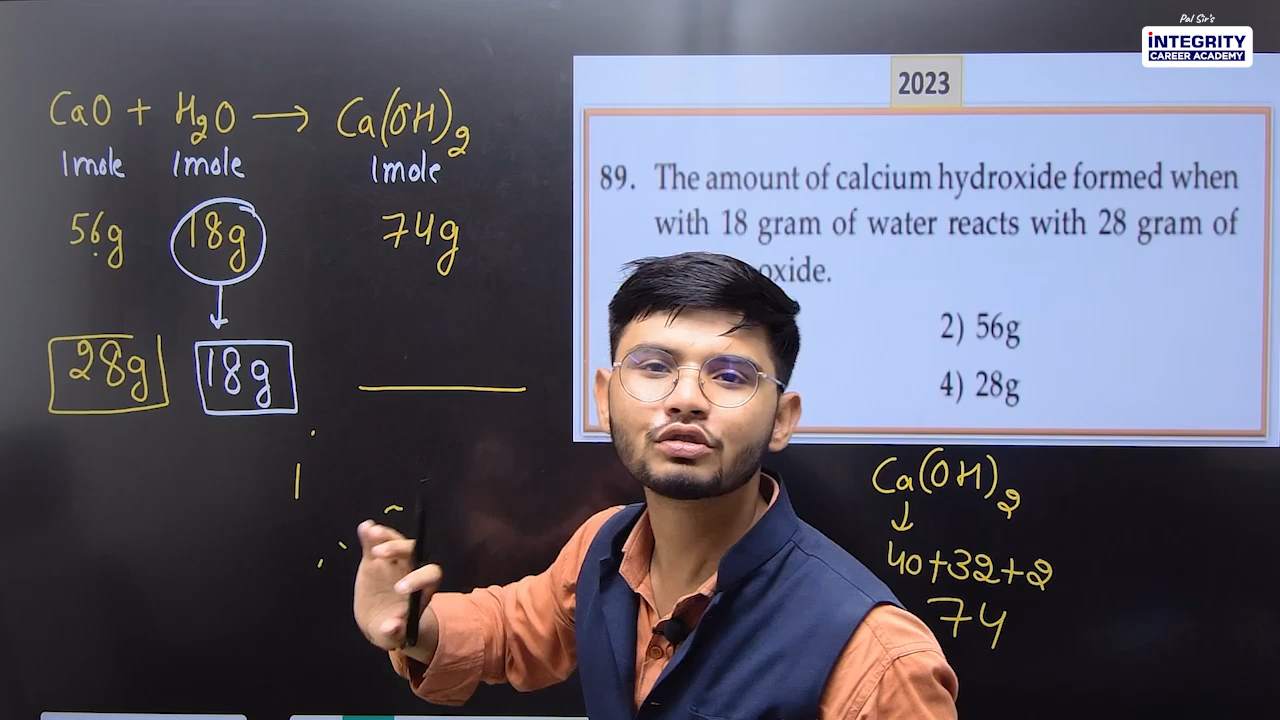 Pal Sir's
iNTEGRITY
CAREER ACADEMY
2023
89. The amount of calcium hydroxide formed when
with 18 gram of water reacts with 28 gram of
oxide.
2) 56g
4) 28g
CaO + H2O → Ca(OH)2
1mole 1mole 1mole
56g 18g 74g
28g 18g
Ca(OH)2
↓
40+32+2
74